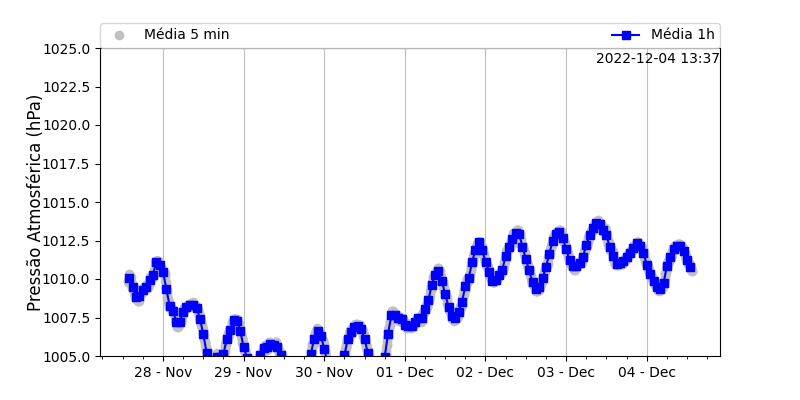 Média 5 min
Média 1h
2022-12-04 13:37
Pressão Atmosférica (hPa)
1025.0
1022.5
1020.0
1017.5
1015.0
1012.5
1010.0
1007.5
1005.0
28 - Nov
29 - Nov
30 - Nov
01 - Dec
02 - Dec
03 - Dec
04 - Dec